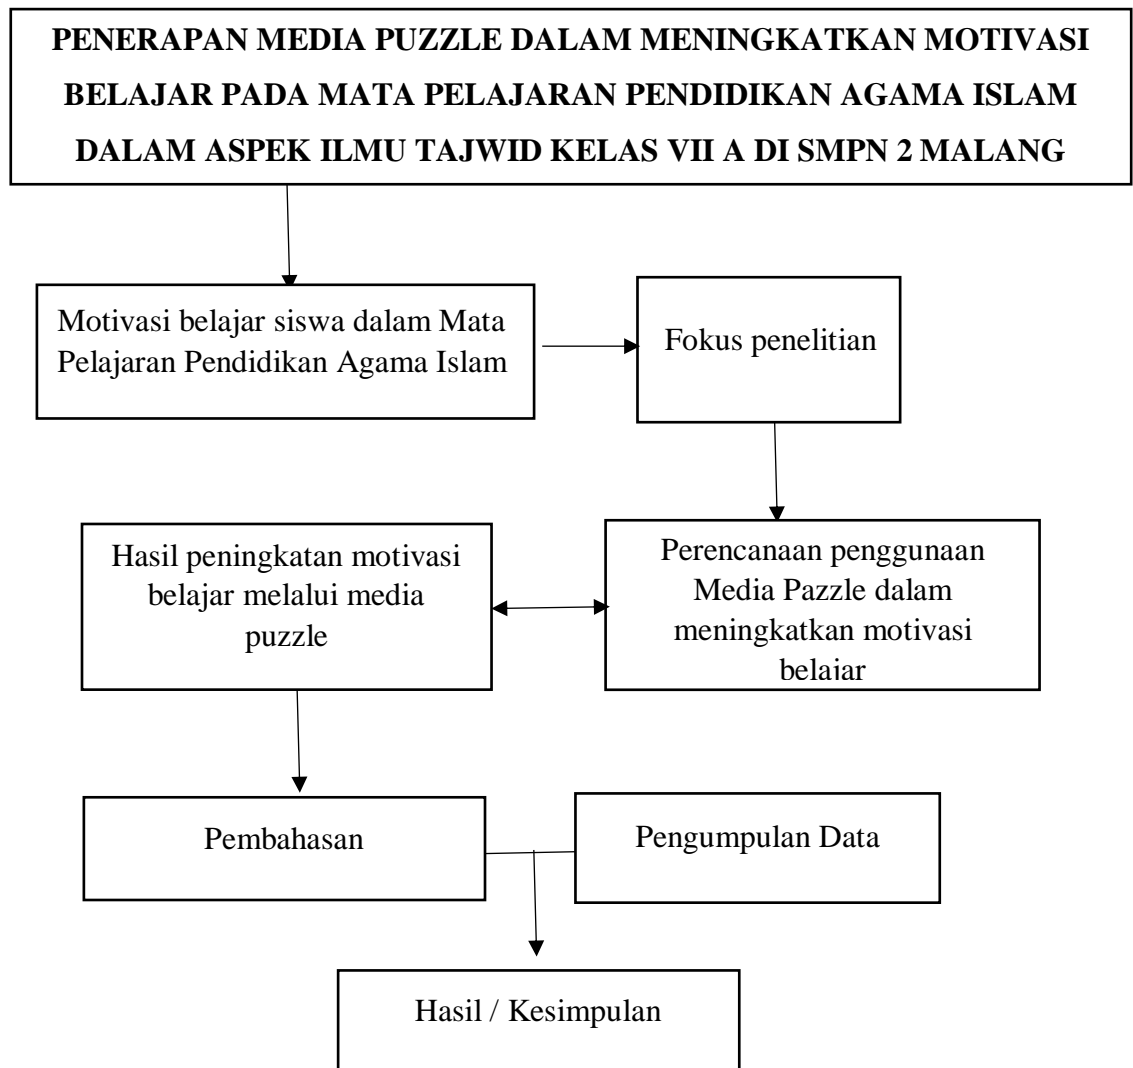 PENERAPAN MEDIA PUZZLE DALAM MENINGKATKAN MOTIVASI
BELAJAR PADA MATA PELAJARAN PENDIDIKAN AGAMA ISLAM
DALAM ASPEK ILMU TAJWID KELAS VII A DI SMPN 2 MALANG
Motivasi belajar siswa dalam Mata
Pelajaran Pendidikan Agama Islam
Fokus penelitian
Hasil peningkatan motivasi
belajar melalui media
puzzle
Perencanaan penggunaan
Media Pazzle dalam
meningkatkan motivasi
belajar
Pembahasan
Pengumpulan Data
Hasil / Kesimpulan